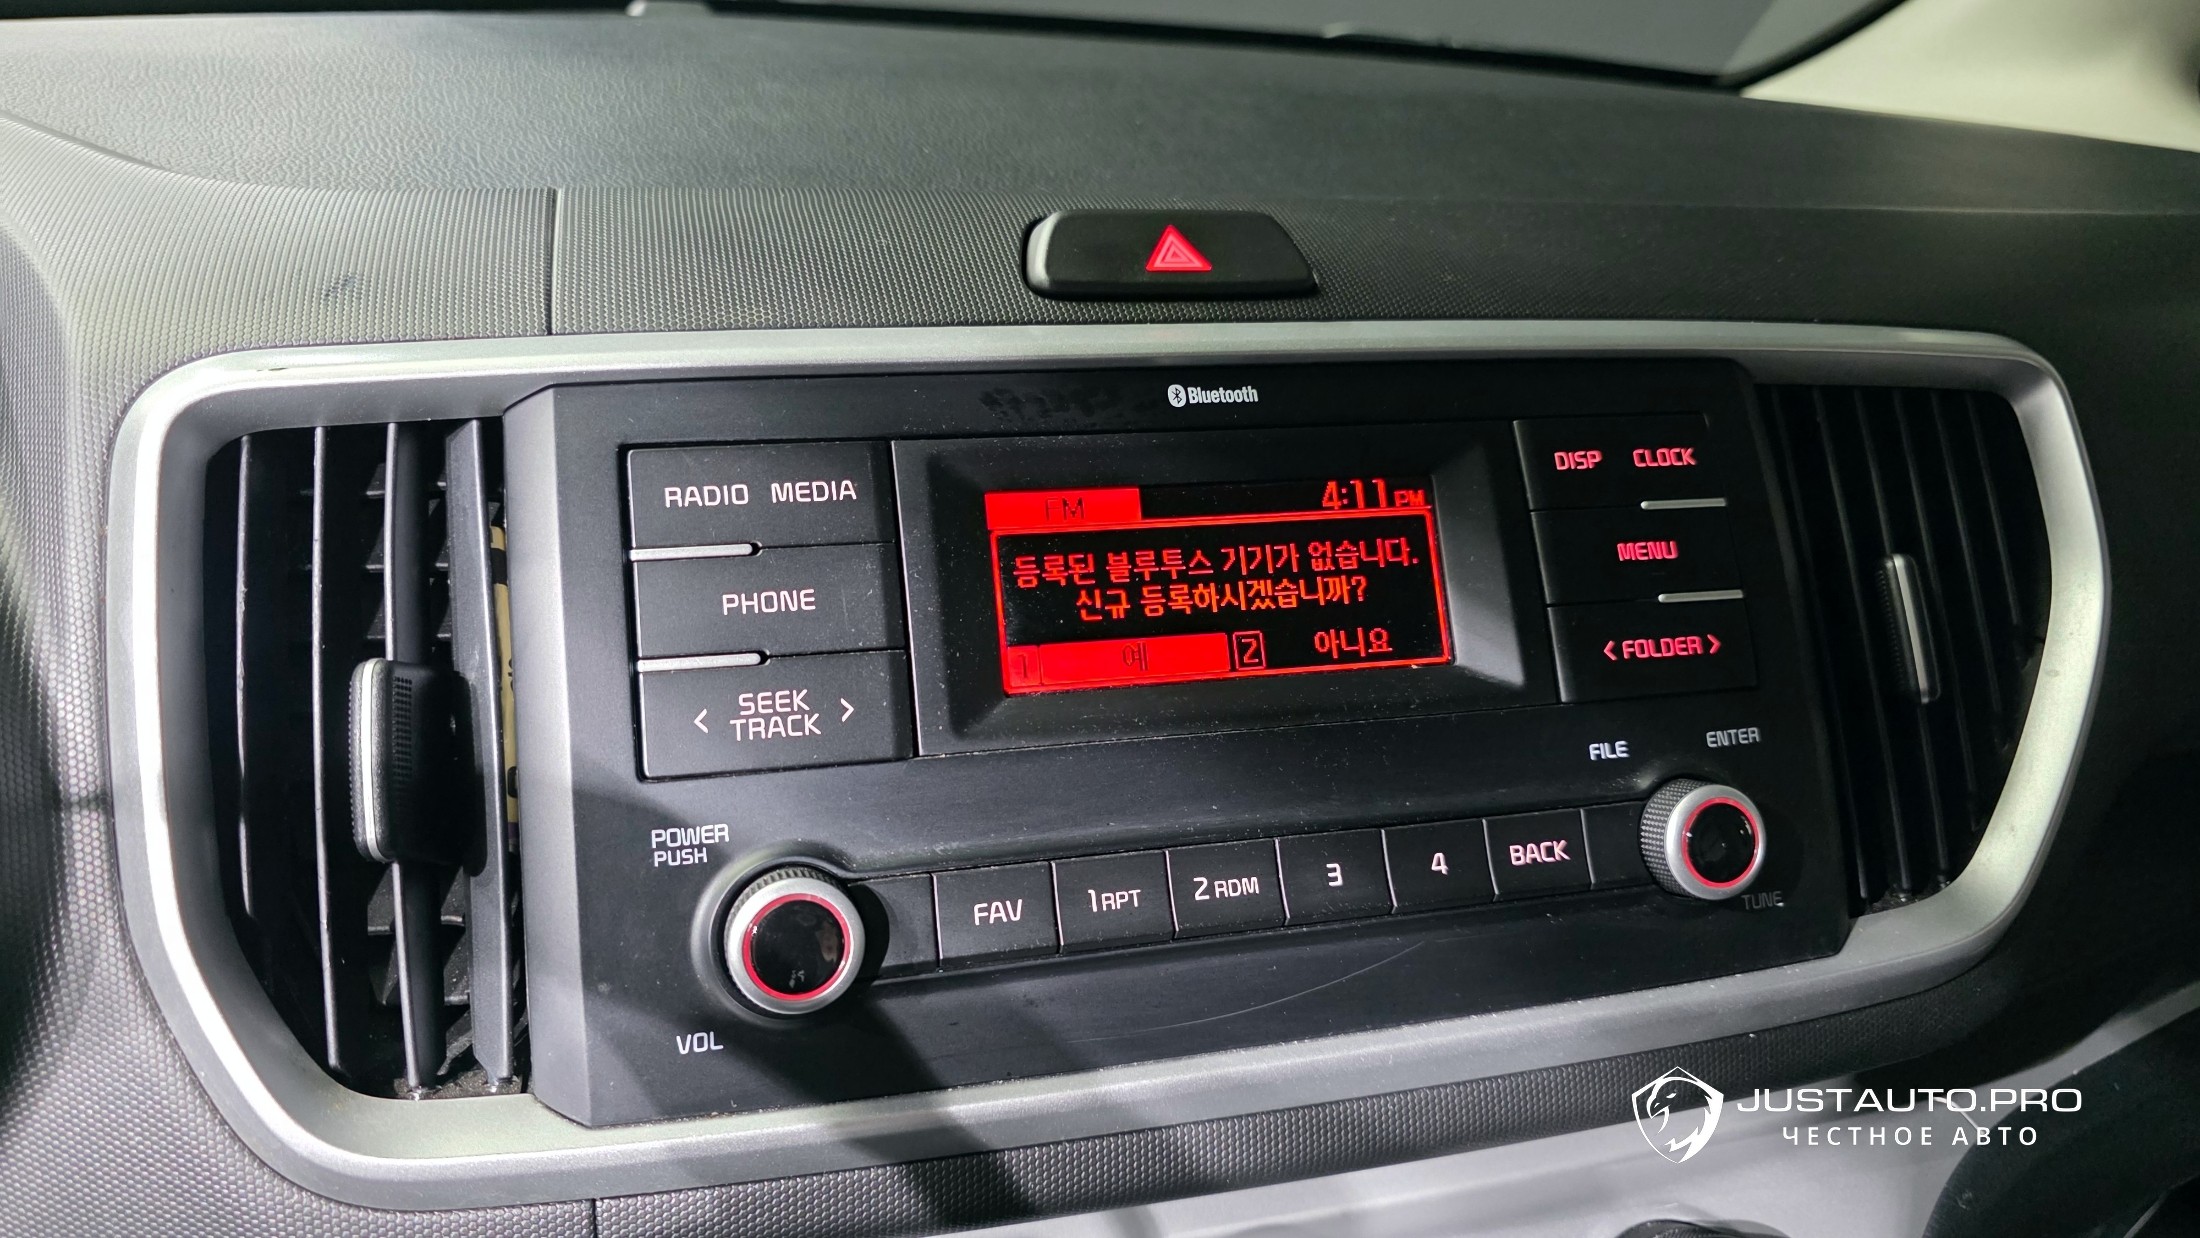 Bluetooth
RADIO MEDIA
PHONE
< SEEK TRACK >
FM 4:11 PM
등록된 블루투스 기기가 없습니다.
신규 등록하시겠습니까?
1 예 2 아니요
DISP CLOCK
MENU
< FOLDER >
FILE ENTER
POWER
PUSH
VOL
FAV 1 RPT 2 RDM 3 4 BACK
TUNE
JUSTAUTO.PRO
ЧЕСТНОЕ АВТО